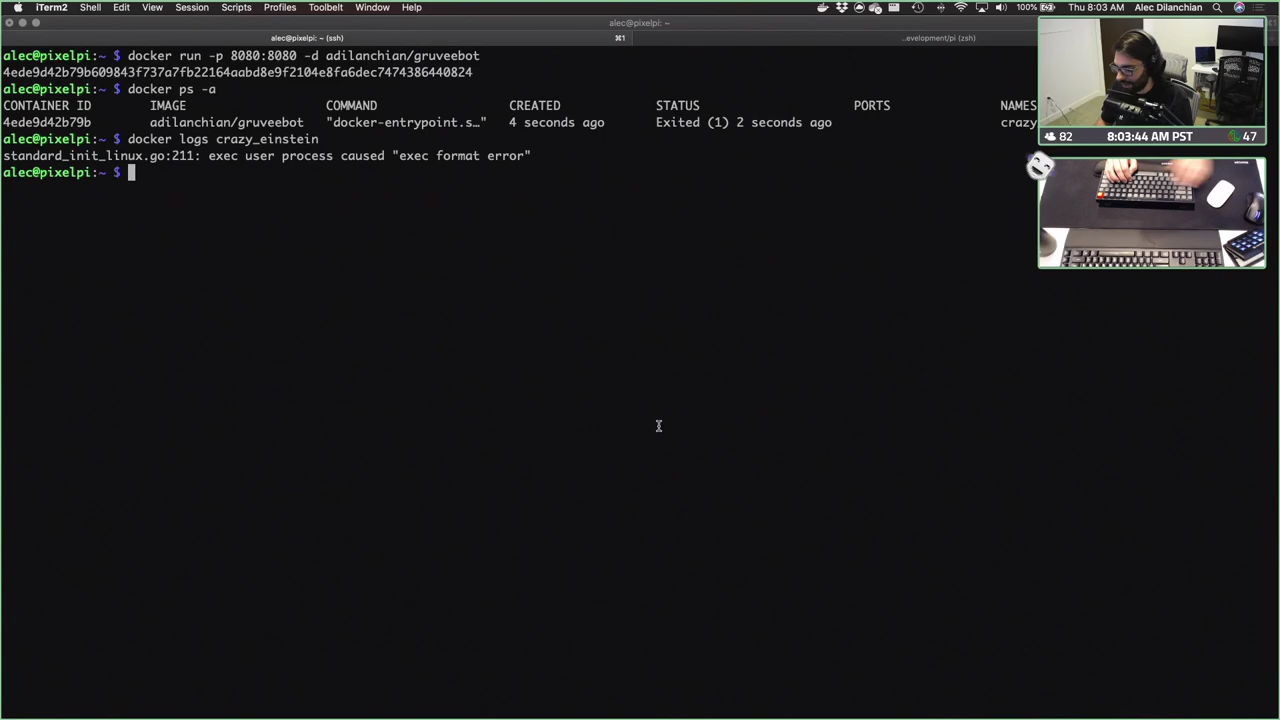 iTerm2 Shell Edit View Session Scripts Profiles Toolbelt Window Help 100% Thu 8:03 AM Alec Dilanchian
alec@pixelpi: ~
alec@pixelpi: ~ (ssh) ⌘1 ...evelopment/pi (zsh)
alec@pixelpi:~ $ docker run -p 8080:8080 -d adilanchian/gruveebot
4ede9d42b79b609843f737a7fb22164aabd8e9f2104e8fa6dec7474386440824
alec@pixelpi:~ $ docker ps -a
CONTAINER ID IMAGE COMMAND CREATED STATUS PORTS NAMES
4ede9d42b79b adilanchian/gruveebot "docker-entrypoint.s…" 4 seconds ago Exited (1) 2 seconds ago crazy
alec@pixelpi:~ $ docker logs crazy_einstein
standard_init_linux.go:211: exec user process caused "exec format error"
alec@pixelpi:~ $
82 8:03:44 AM PST 47